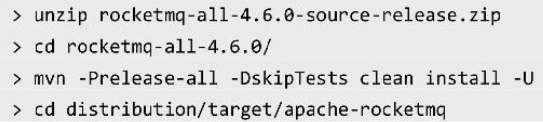 > unzip rocketmq-all-4.6.0-source-release.zip
> cd rocketmq-all-4.6.0/
> mvn -Prelease-all -DskipTests clean install -U
> cd distribution/target/apache-rocketmq